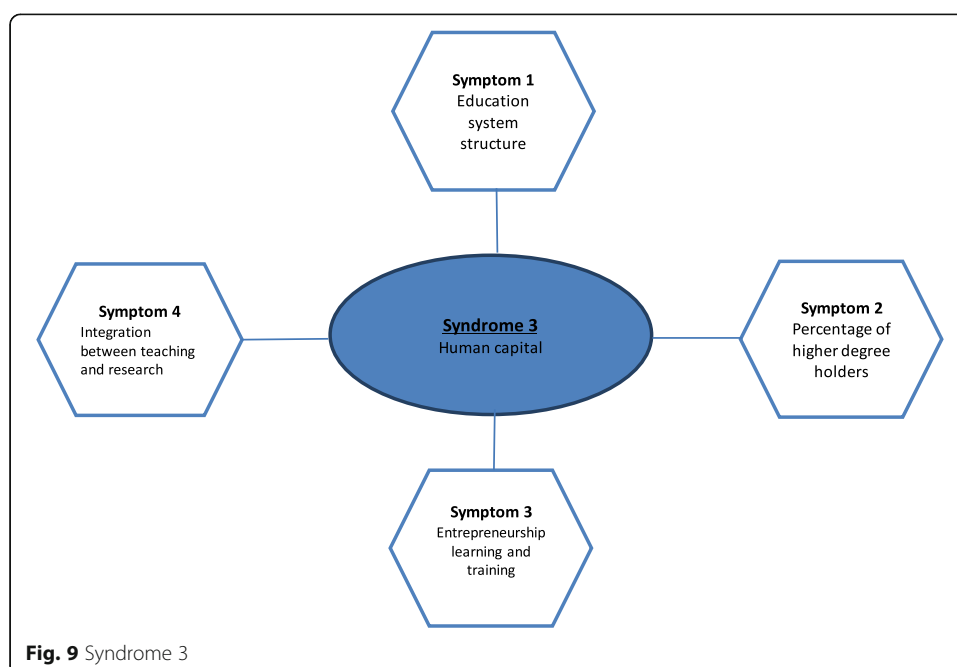 Symptom 1
Education
system
structure
Symptom 4
Integration
between teaching
and research
Syndrome 3
Human capital
Symptom 2
Percentage of
higher degree
holders
Symptom 3
Entrepreneurship
learning and
training
Fig. 9 Syndrome 3